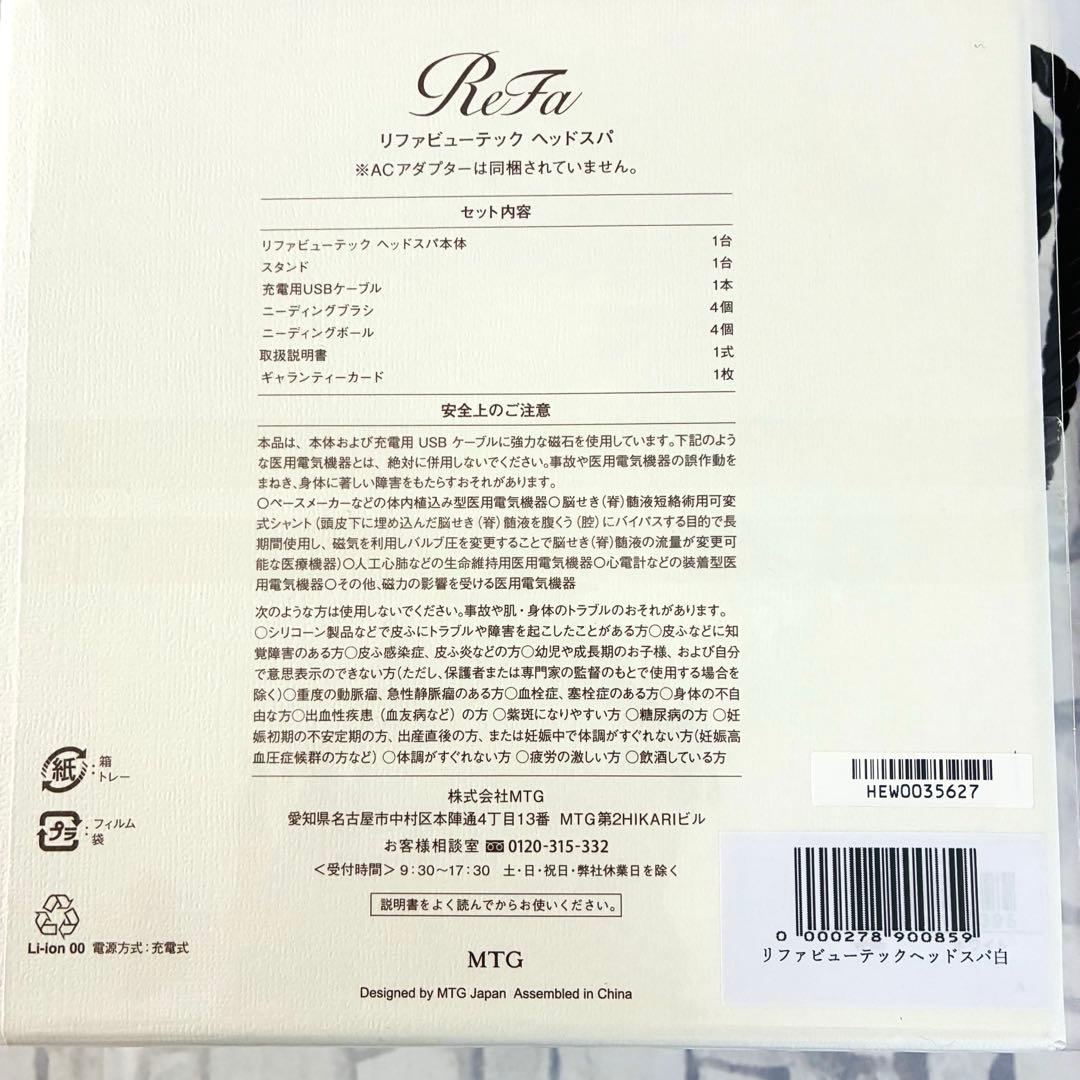 ReFa
リファビューテック ヘッドスパ
※ACアダプターは同梱されていません。
セット内容
リファビューテック ヘッドスパ本体 1台
スタンド 1台
充電用USBケーブル 1本
ニーディングブラシ 4個
ニーディングボール 4個
取扱説明書 1式
ギャランティーカード 1枚
安全上のご注意
本品は、本体および充電用 USB ケーブルに強力な磁石を使用しています。下記のよう
な医用電気機器とは、絶対に併用しないでください。事故や医用電気機器の誤作動を
まねき、身体に著しい障害をもたらすおそれがあります。
○ペースメーカーなどの体内植込み型医用電気機器○脳せき(脊)髄液短絡術用可変
式シャント(頭皮下に埋め込んだ脳せき(脊)髄液を腹くう(腔)にバイパスする目的で長
期間使用し、磁気を利用しバルブ圧を変更することで脳せき(脊)髄液の流量が変更可
能な医療機器)○人工心肺などの生命維持用医用電気機器○心電計などの装着型医
用電気機器○その他、磁力の影響を受ける医用電気機器
次のような方は使用しないでください。事故や肌・身体のトラブルのおそれがあります。
○シリコーン製品などで皮ふにトラブルや障害を起こしたことがある方○皮ふなどに知
覚障害のある方○皮ふ感染症、皮ふ炎などの方○幼児や成長期のお子様、および自分
で意思表示のできない方(ただし、保護者または専門家の監督のもとで使用する場合を
除く)○重度の動脈瘤、急性静脈瘤のある方○血栓症、塞栓症のある方○身体の不自
由な方○出血性疾患(血友病など)の方 ○紫斑になりやすい方 ○糖尿病の方 ○妊
娠初期の不安定期の方、出産直後の方、または妊娠中で体調がすぐれない方(妊娠高
血圧症候群の方など) ○体調がすぐれない方 ○疲労の激しい方 ○飲酒している方
株式会社MTG
愛知県名古屋市中村区本陣通4丁目13番 MTG第2HIKARIビル
お客様相談室 0120-315-332
<受付時間> 9:30～17:30 土・日・祝日・弊社休業日を除く
説明書をよく読んでからお使いください。
MTG
Designed by MTG Japan Assembled in China
紙:箱
トレー
プラ:フィルム
袋
Li-ion 00 電源方式:充電式
HEW0035627
0 000278 900859
リファビューテックヘッドスパ白